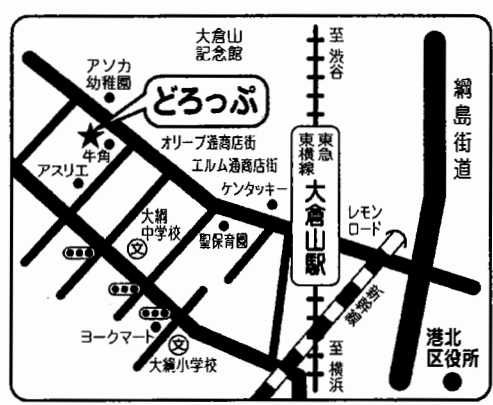 大倉山
記念館
至
渋谷
アソカ
幼稚園
どろっぷ
綱島街道
牛角
オリーブ通商店街
東急
東横線
エルム通商店街
アスリエ
ケンタッキー
大倉山駅
レモン
ロード
大綱
中学校
文
聖保育園
新幹線
ヨークマート
文
大綱小学校
至
横浜
港北
区役所